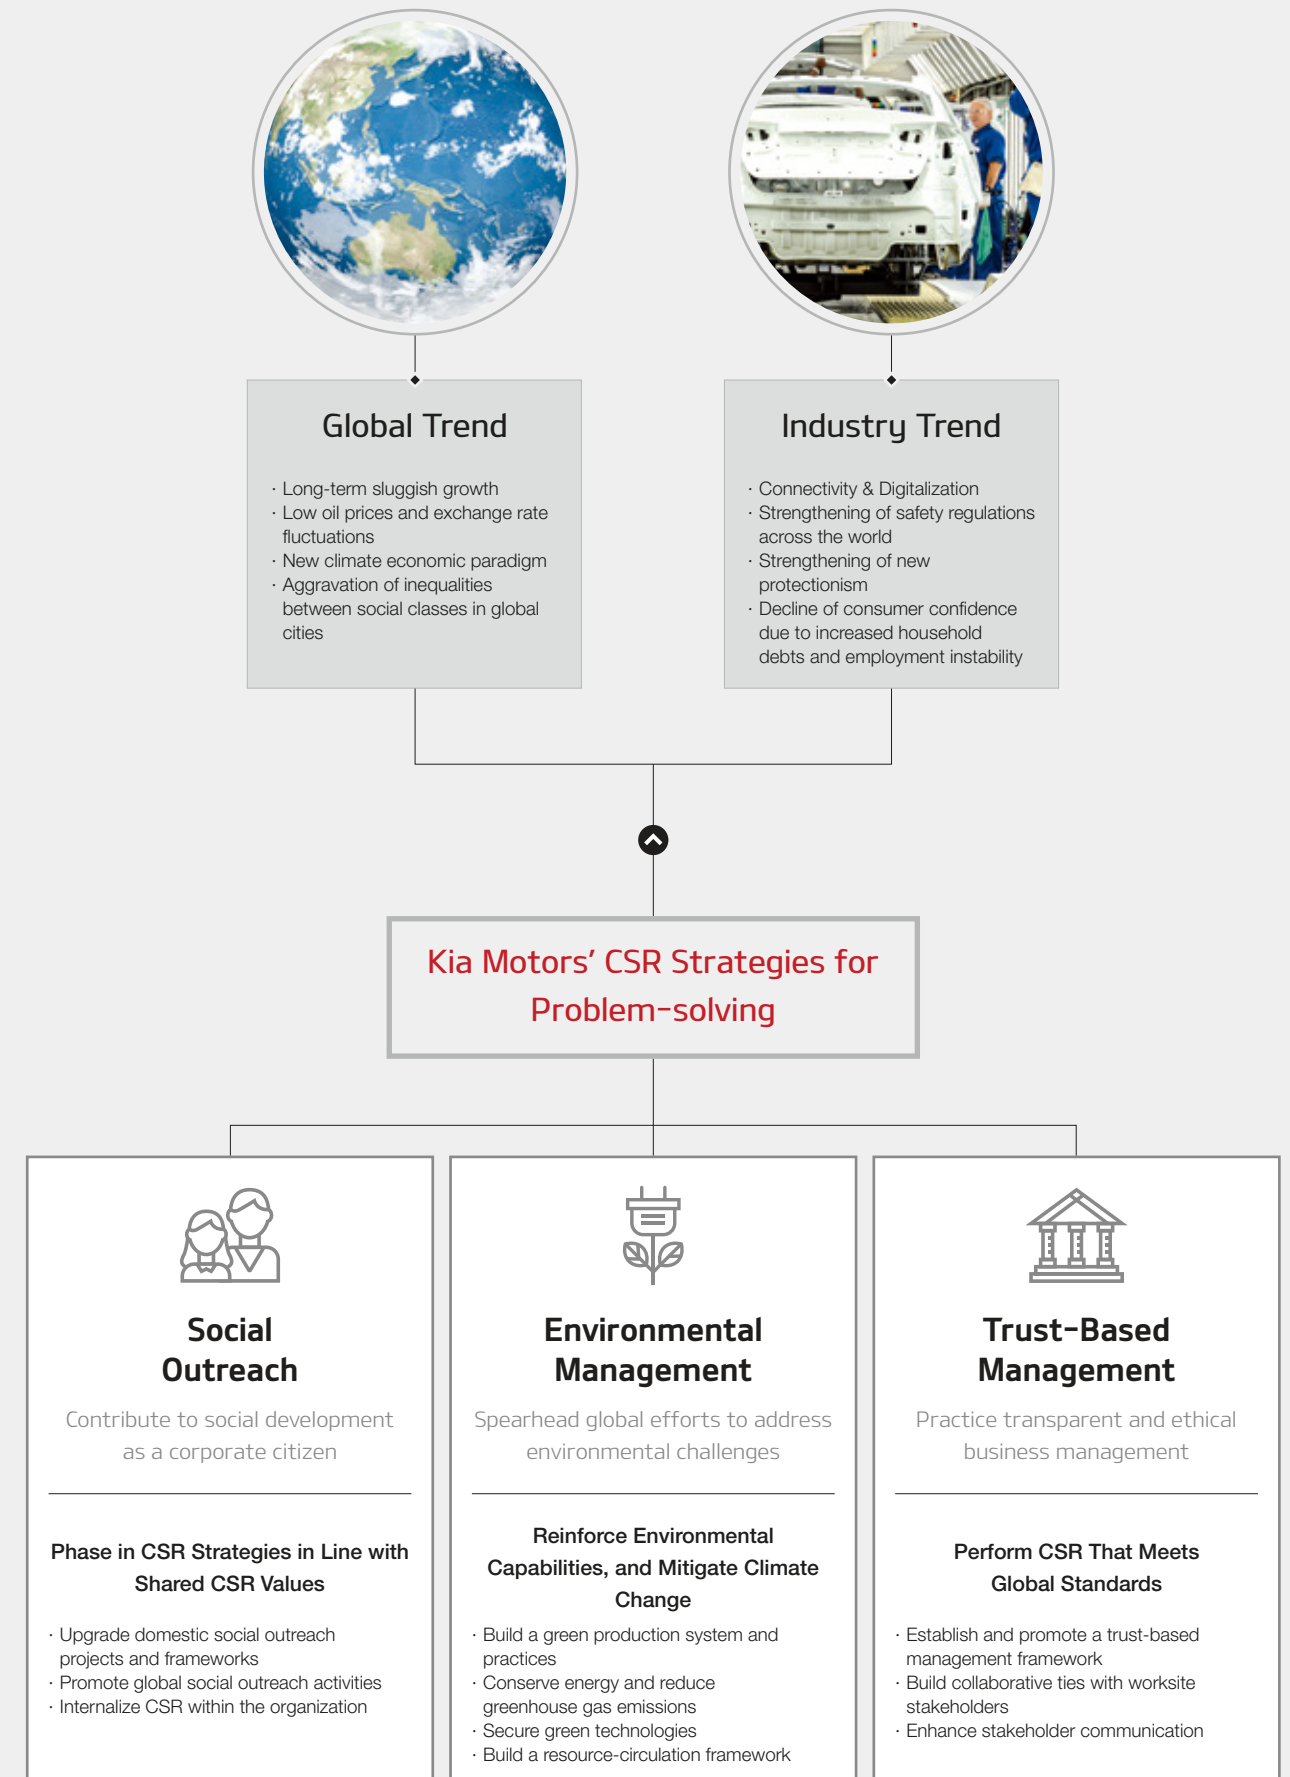 Global Trend
· Long-term sluggish growth
· Low oil prices and exchange rate
fluctuations
· New climate economic paradigm
· Aggravation of inequalities
between social classes in global
cities
Industry Trend
· Connectivity & Digitalization
· Strengthening of safety regulations
across the world
· Strengthening of new
protectionism
· Decline of consumer confidence
due to increased household
debts and employment instability
Kia Motors’ CSR Strategies for
Problem-solving
Social
Outreach
Contribute to social development
as a corporate citizen
Phase in CSR Strategies in Line with
Shared CSR Values
· Upgrade domestic social outreach
projects and frameworks
· Promote global social outreach activities
· Internalize CSR within the organization
Environmental
Management
Spearhead global efforts to address
environmental challenges
Reinforce Environmental
Capabilities, and Mitigate Climate
Change
· Build a green production system and
practices
· Conserve energy and reduce
greenhouse gas emissions
· Secure green technologies
· Build a resource-circulation framework
Trust-Based
Management
Practice transparent and ethical
business management
Perform CSR That Meets
Global Standards
· Establish and promote a trust-based
management framework
· Build collaborative ties with worksite
stakeholders
· Enhance stakeholder communication